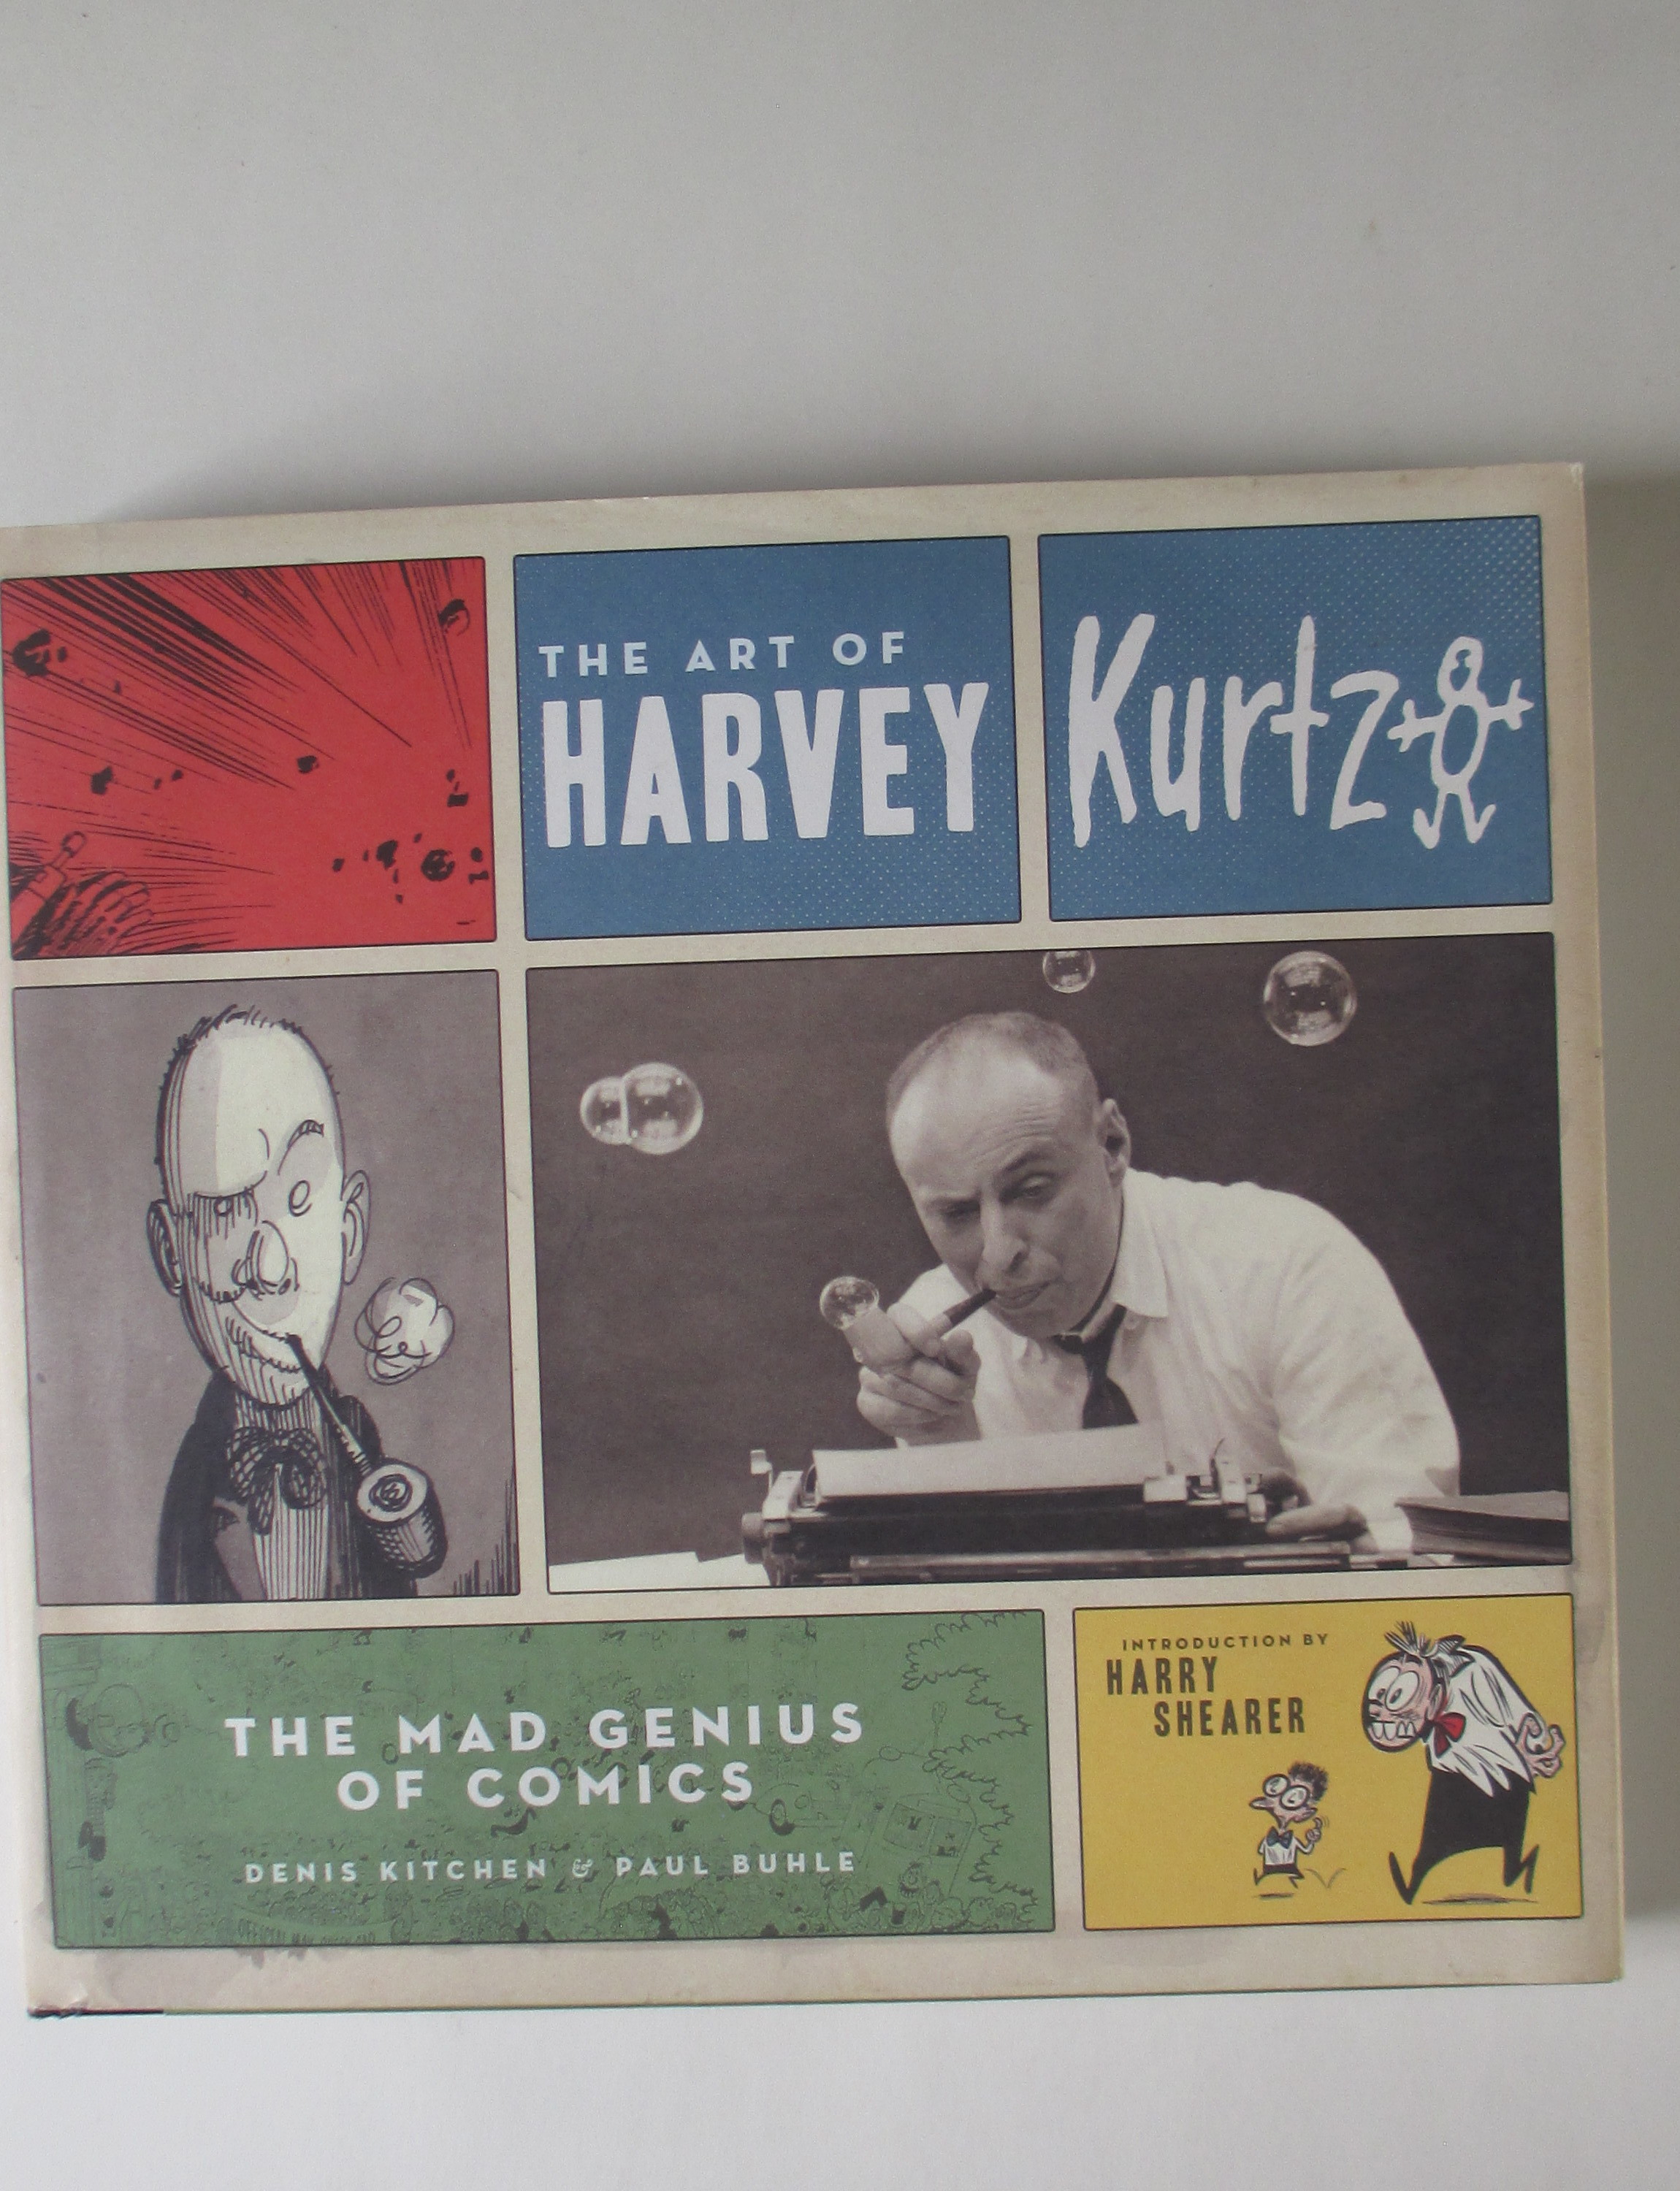 THE ART OF
HARVEY
Kurtz
THE MAD GENIUS
OF COMICS
DENIS KITCHEN & PAUL BUHLE
INTRODUCTION BY
HARRY
SHEARER